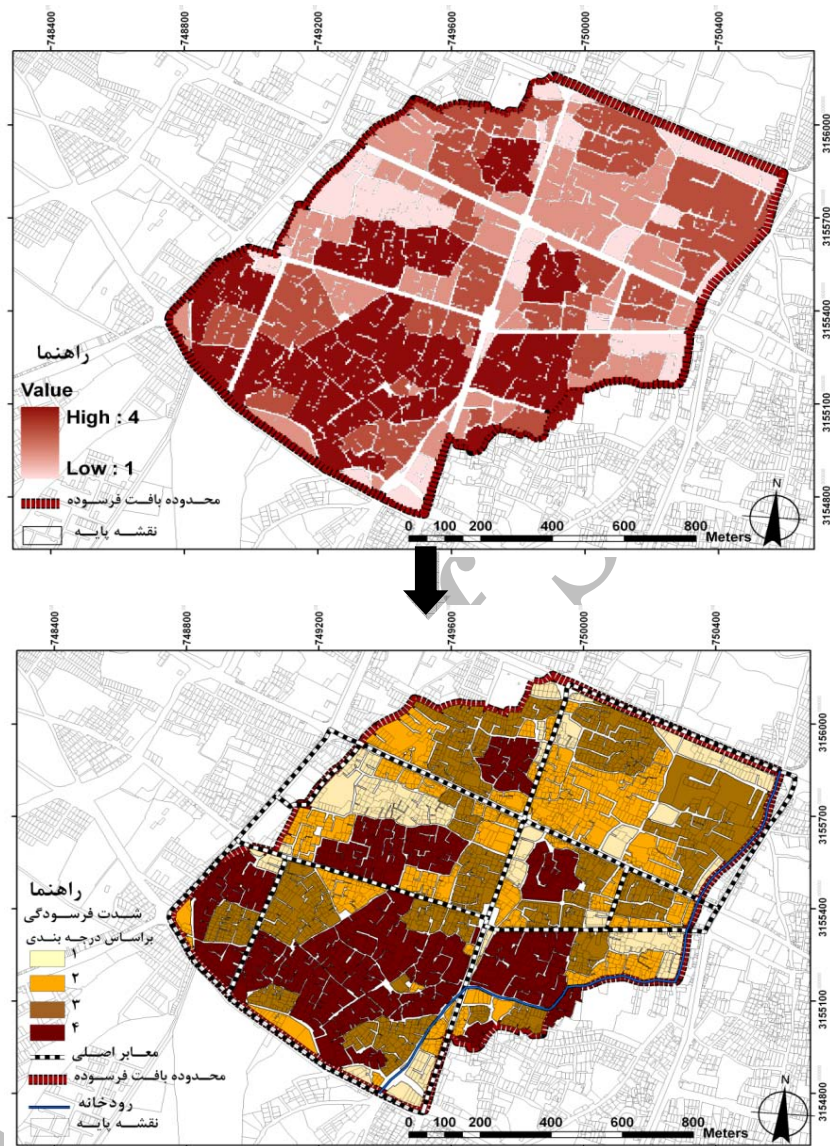 748400 748800 749200 749600 750000 750400
3156000
3155700
3155400
3155100
3154800
راهنما
Value
High : 4
Low : 1
محدوده بافت فرسوده
نقشه پایه
N
0 100 200 400 600 800
Meters
748400 748800 749200 749600 750000 750400
3156000
3155700
3155400
3155100
3154800
راهنما
شدت فرسودگی
براساس درجه بندی
۱
۲
۳
۴
معابر اصلی
محدوده بافت فرسوده
رودخانه
نقشه پایه
N
0 100 200 400 600 800
Meters